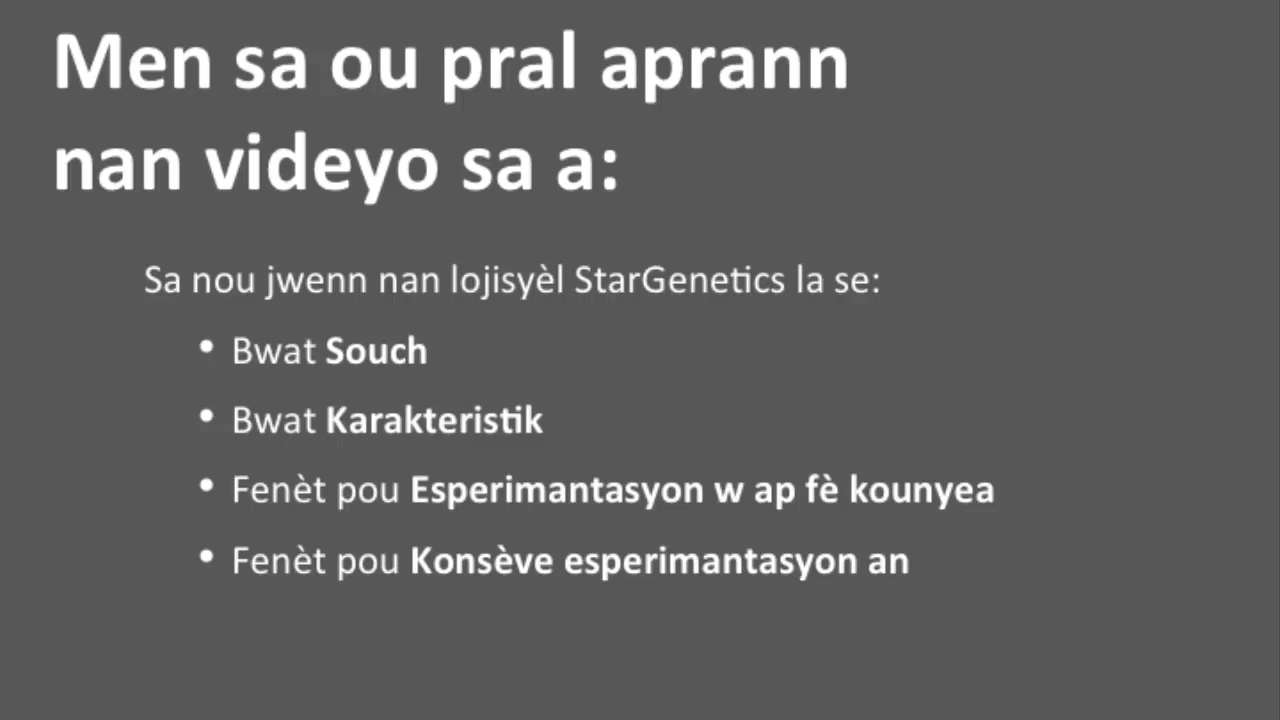 Men sa ou pral aprann
nan videyo sa a:
Sa nou jwenn nan lojisyèl StarGenetics la se:
• Bwat Souch
• Bwat Karakteristik
• Fenèt pou Esperimantasyon w ap fè kounyea
• Fenèt pou Konsève esperimantasyon an